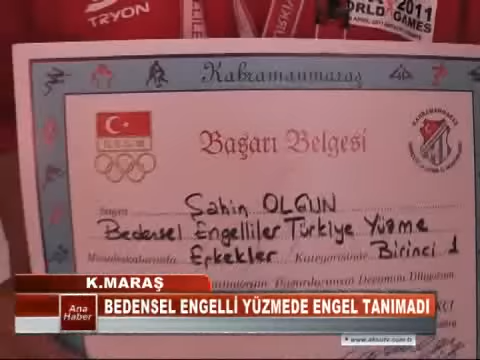 TRYON
2011
WORLD GAMES
Kahramanmaraş
Başarı Belgesi
Şahin OLGUN
Bedensel Engelliler Türkiye Yüzme
Erkekler Kategorisinde Birinci
K.MARAŞ
Ana Haber
BEDENSEL ENGELLİ YÜZMEDE ENGEL TANIMADI